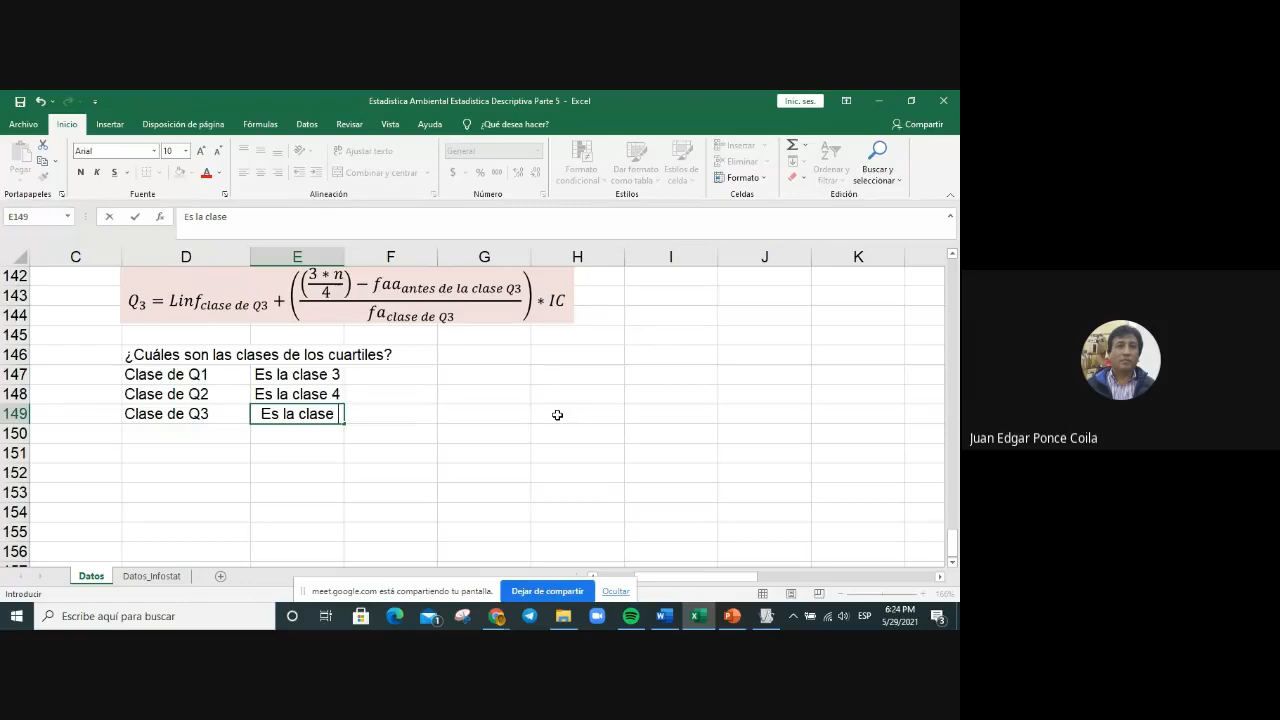 Estadistica Ambiental Estadistica Descriptiva Parte 5 - Excel
Inic. ses.
Archivo Inicio Insertar Disposición de página Fórmulas Datos Revisar Vista Ayuda ¿Qué desea hacer? Compartir
Pegar
Arial 10
N K S
Ajustar texto
Combinar y centrar
General
$ % 000
Formato condicional
Dar formato como tabla
Estilos de celda
Insertar
Eliminar
Formato
Ordenar y filtrar
Buscar y seleccionar
Portapapeles Fuente Alineación Número Estilos Celdas Edición
E149 fx Es la clase
C D E F G H I J K
142
143
144
Q3 = Linf clase de Q3 + (((3 * n)/4) − faa antes de la clase Q3 / fa clase de Q3) * IC
145
146 ¿Cuáles son las clases de los cuartiles?
147 Clase de Q1 Es la clase 3
148 Clase de Q2 Es la clase 4
149 Clase de Q3 Es la clase
150
151
152
153
154
155
156
Datos Datos_Infostat
meet.google.com está compartiendo tu pantalla. Dejar de compartir Ocultar
Introducir
166%
Escribe aquí para buscar
ESP
6:24 PM
5/29/2021
3
Juan Edgar Ponce Coila